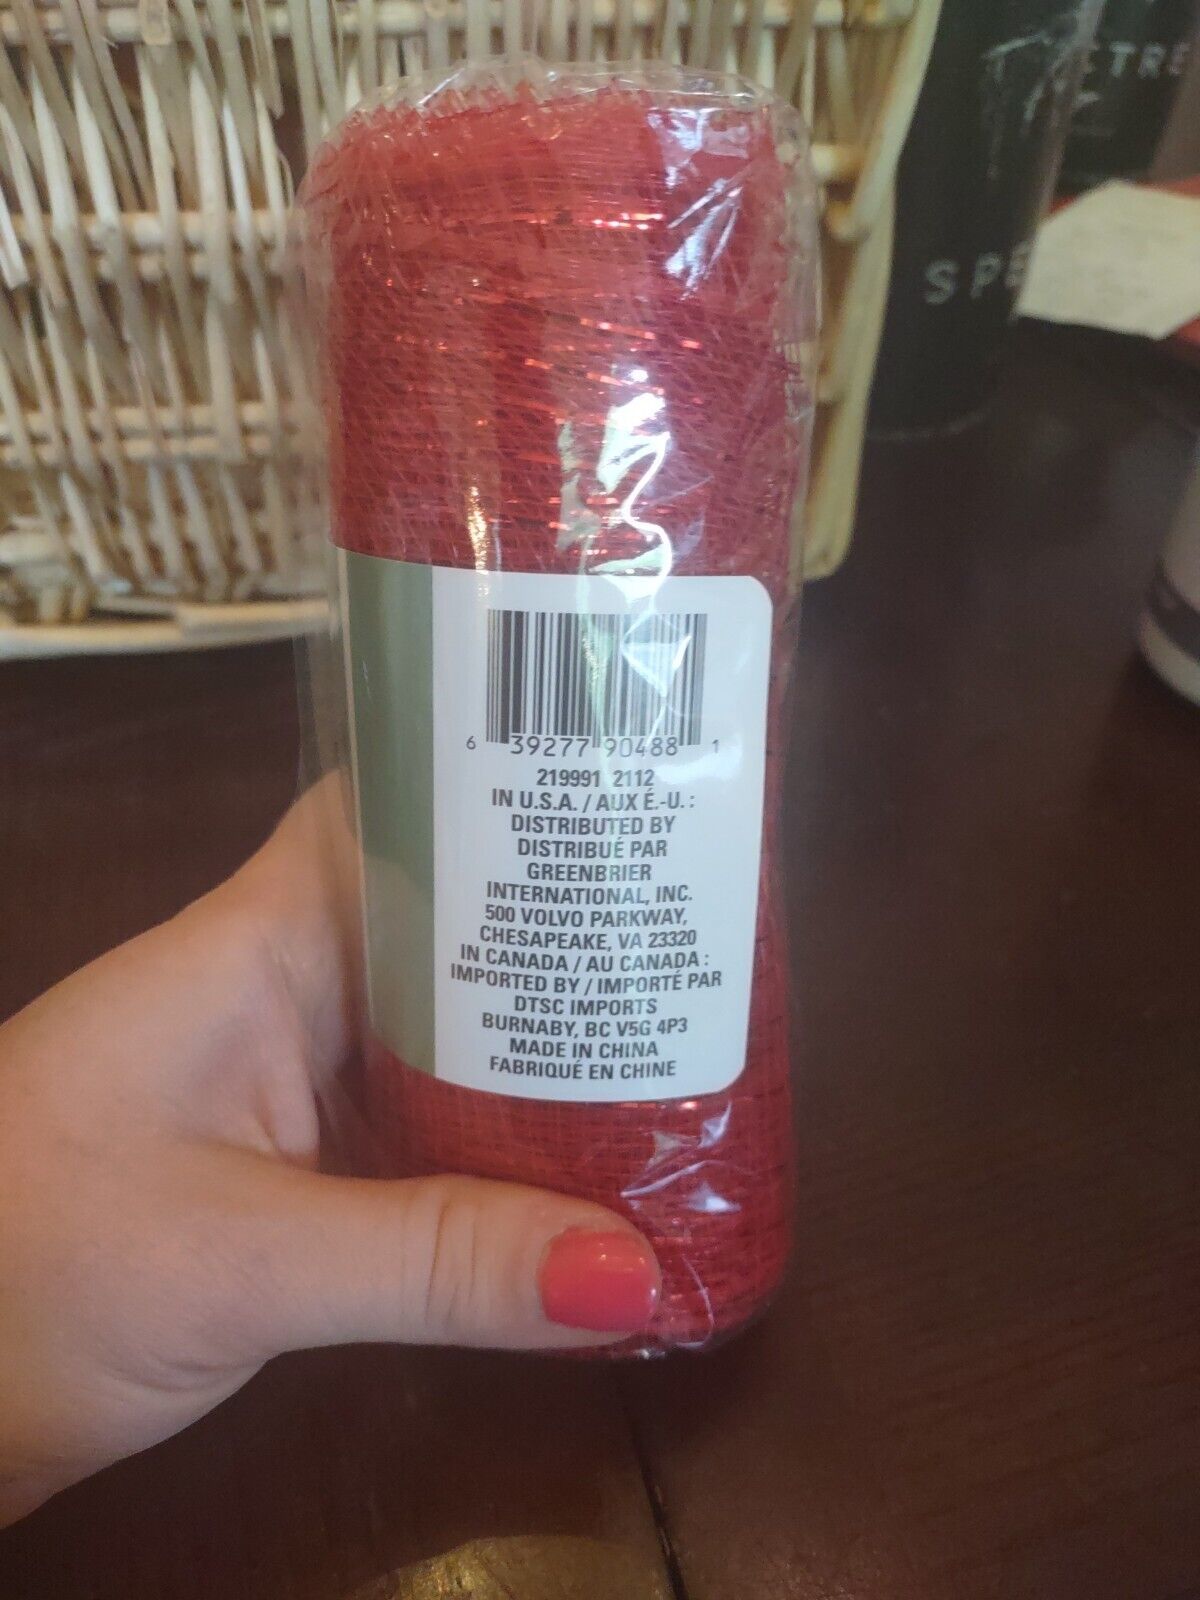 6 39277 90488 1
219991 2112
IN U.S.A. / AUX É.-U. :
DISTRIBUTED BY
DISTRIBUÉ PAR
GREENBRIER
INTERNATIONAL, INC.
500 VOLVO PARKWAY,
CHESAPEAKE, VA 23320
IN CANADA / AU CANADA :
IMPORTED BY / IMPORTÉ PAR
DTSC IMPORTS
BURNABY, BC V5G 4P3
MADE IN CHINA
FABRIQUÉ EN CHINE